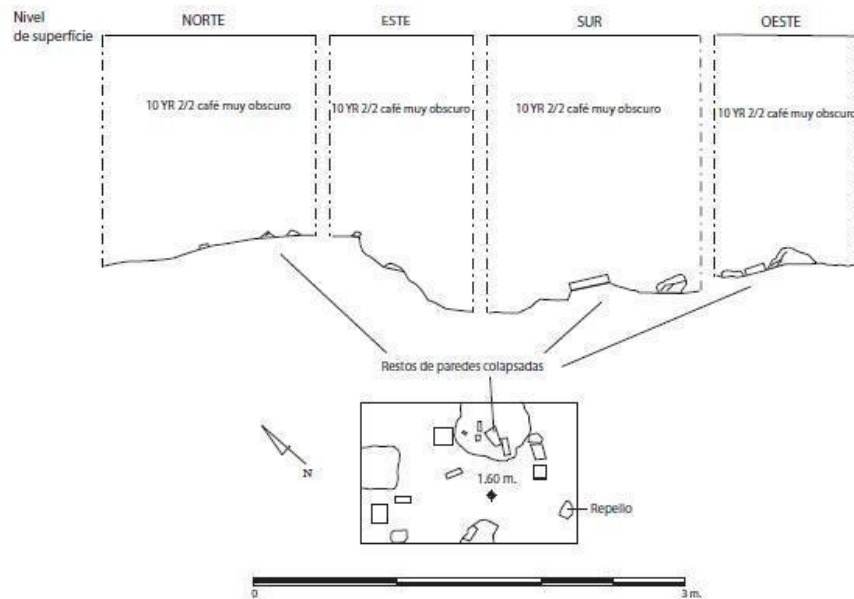 Nivel
de superfície
NORTE
ESTE
SUR
OESTE
10 YR 2/2 café muy obscuro
10 YR 2/2 café muy obscuro
10 YR 2/2 café muy obscuro
10 YR 2/2 café muy obscuro
Restos de paredes colapsadas
N
1.60 m.
Repello
0
3 m.